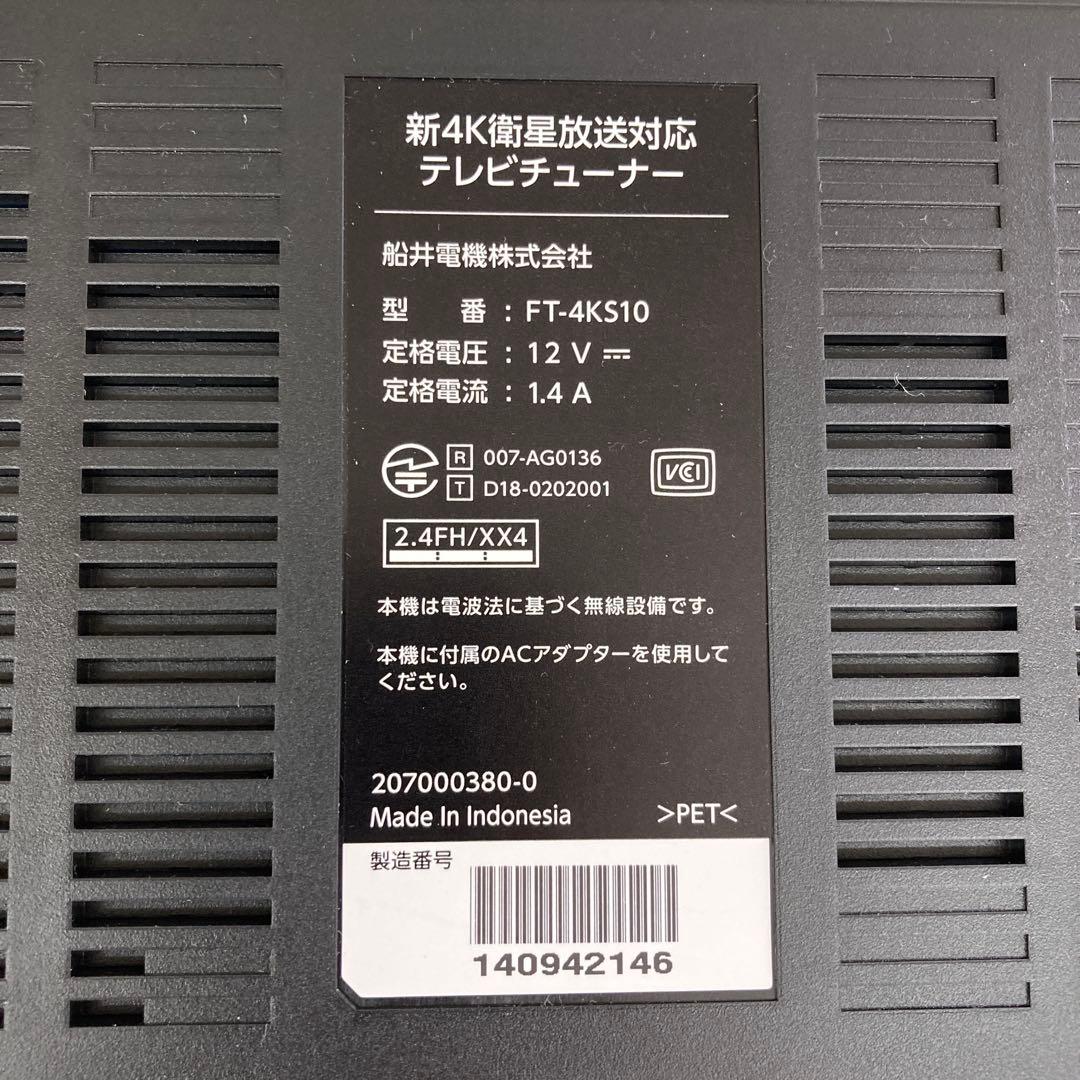 新4K衛星放送対応
テレビチューナー
船井電機株式会社
型 番 : FT-4KS10
定格電圧 : 12 V ⎓
定格電流 : 1.4 A
R 007-AG0136
T D18-0202001
VCCI
2.4FH/XX4
本機は電波法に基づく無線設備です。
本機に付属のACアダプターを使用して
ください。
207000380-0
Made In Indonesia >PET<
製造番号
140942146